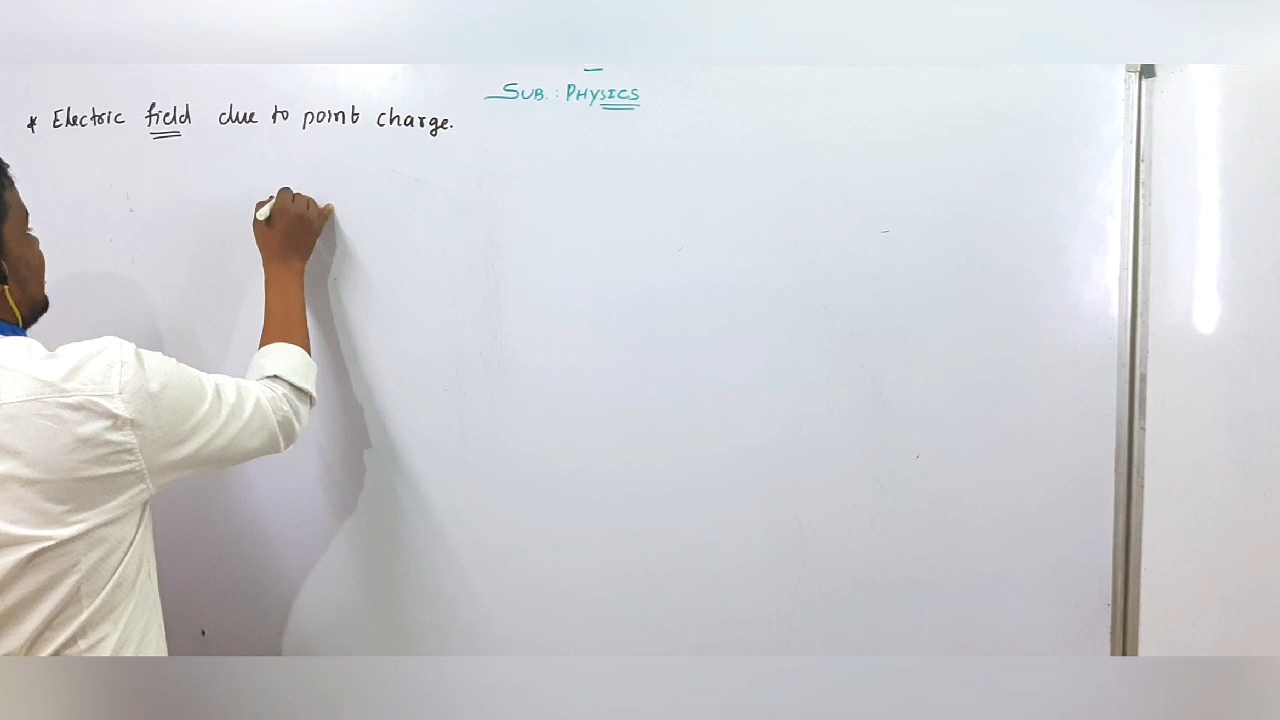 SUB. : PHYSICS
* Electric field due to point charge.